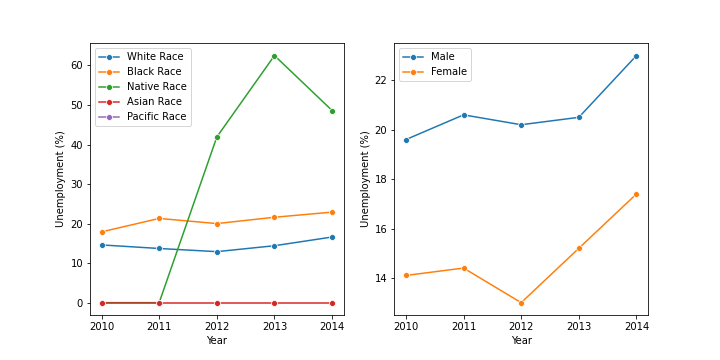 White Race
Black Race
Native Race
Asian Race
Pacific Race
60
50
40
30
20
10
0
Unemployment (%)
2010 2011 2012 2013 2014
Year
Male
Female
22
20
18
16
14
Unemployment (%)
2010 2011 2012 2013 2014
Year